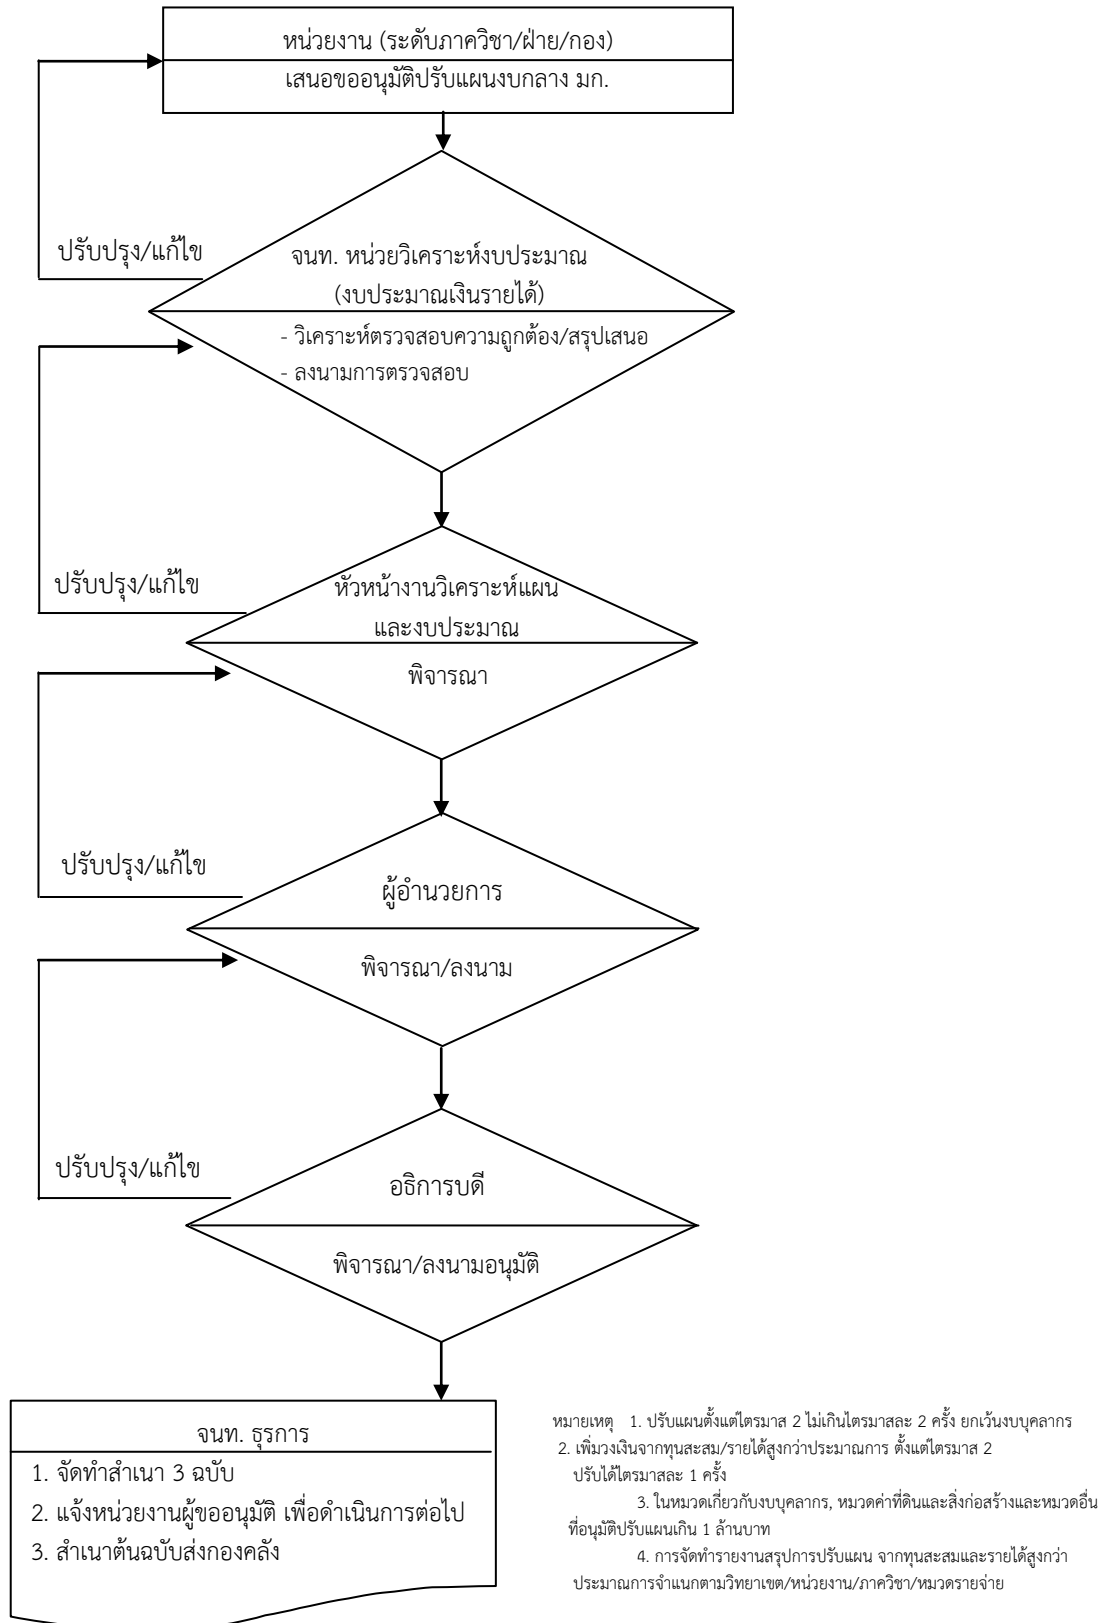 หน่วยงาน (ระดับภาควิชา/ฝ่าย/กอง)
เสนอขออนุมัติปรับแผนงบกลาง มก.
ปรับปรุง/แก้ไข
จนท. หน่วยวิเคราะห์งบประมาณ
(งบประมาณเงินรายได้)
- วิเคราะห์ตรวจสอบความถูกต้อง/สรุปเสนอ
- ลงนามการตรวจสอบ
ปรับปรุง/แก้ไข
หัวหน้างานวิเคราะห์แผน
และงบประมาณ
พิจารณา
ปรับปรุง/แก้ไข
ผู้อำนวยการ
พิจารณา/ลงนาม
ปรับปรุง/แก้ไข
อธิการบดี
พิจารณา/ลงนามอนุมัติ
จนท. ธุรการ
1. จัดทำสำเนา 3 ฉบับ
2. แจ้งหน่วยงานผู้ขออนุมัติ เพื่อดำเนินการต่อไป
3. สำเนาต้นฉบับส่งกองคลัง
หมายเหตุ 1. ปรับแผนตั้งแต่ไตรมาส 2 ไม่เกินไตรมาสละ 2 ครั้ง ยกเว้นงบบุคลากร
2. เพิ่มวงเงินจากทุนสะสม/รายได้สูงกว่าประมาณการ ตั้งแต่ไตรมาส 2
ปรับได้ไตรมาสละ 1 ครั้ง
3. ในหมวดเกี่ยวกับงบบุคลากร, หมวดค่าที่ดินและสิ่งก่อสร้างและหมวดอื่น
ที่อนุมัติปรับแผนเกิน 1 ล้านบาท
4. การจัดทำรายงานสรุปการปรับแผน จากทุนสะสมและรายได้สูงกว่า
ประมาณการจำแนกตามวิทยาเขต/หน่วยงาน/ภาควิชา/หมวดรายจ่าย